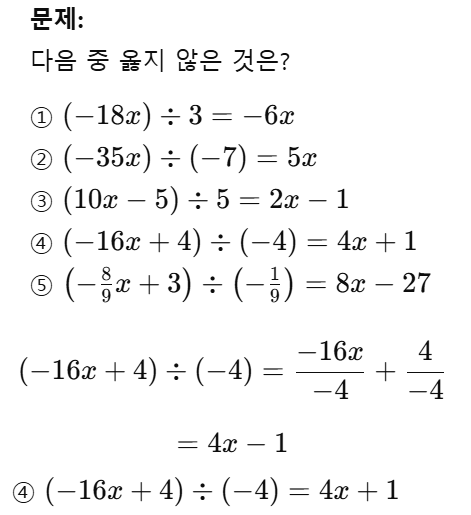 문제:
다음 중 옳지 않은 것은?
① (−18x) ÷ 3 = −6x
② (−35x) ÷ (−7) = 5x
③ (10x − 5) ÷ 5 = 2x − 1
④ (−16x + 4) ÷ (−4) = 4x + 1
⑤ (−8/9x + 3) ÷ (−1/9) = 8x − 27
(−16x + 4) ÷ (−4) = −16x/−4 + 4/−4
= 4x − 1
④ (−16x + 4) ÷ (−4) = 4x + 1